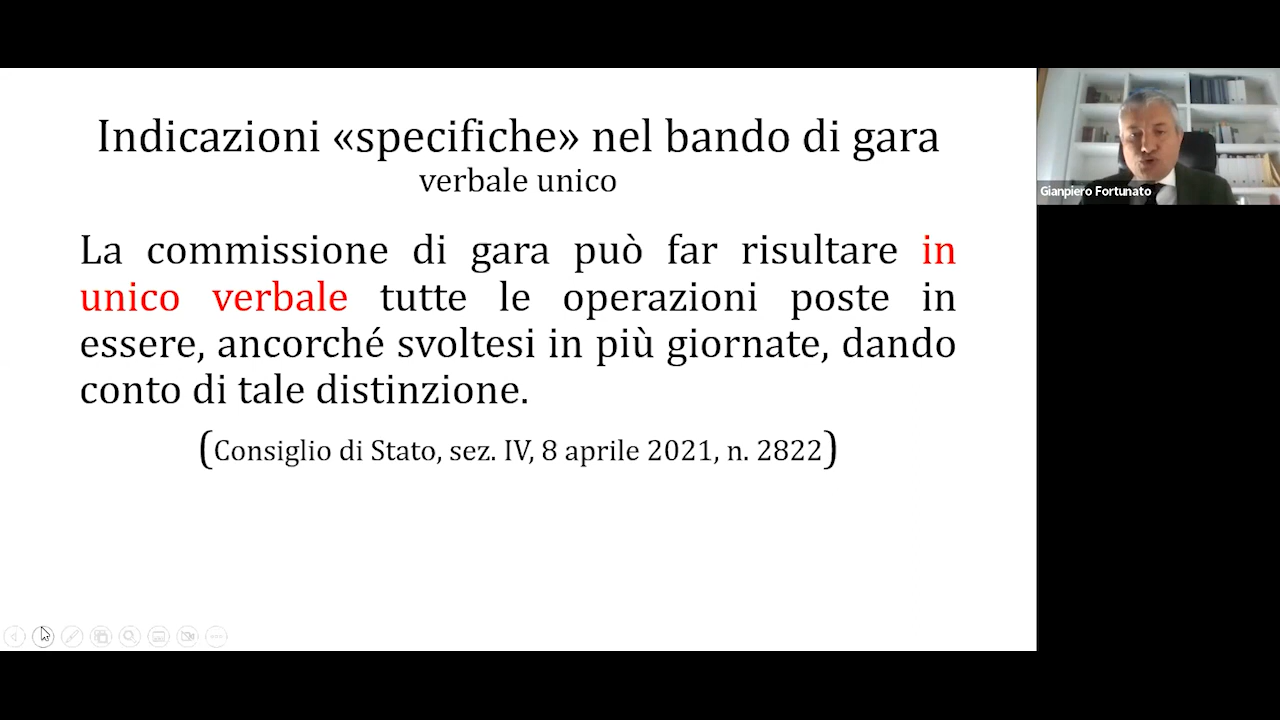 Indicazioni «specifiche» nel bando di gara
verbale unico
La commissione di gara può far risultare in
unico verbale tutte le operazioni poste in
essere, ancorché svoltesi in più giornate, dando
conto di tale distinzione.
(Consiglio di Stato, sez. IV, 8 aprile 2021, n. 2822)
Gianpiero Fortunato